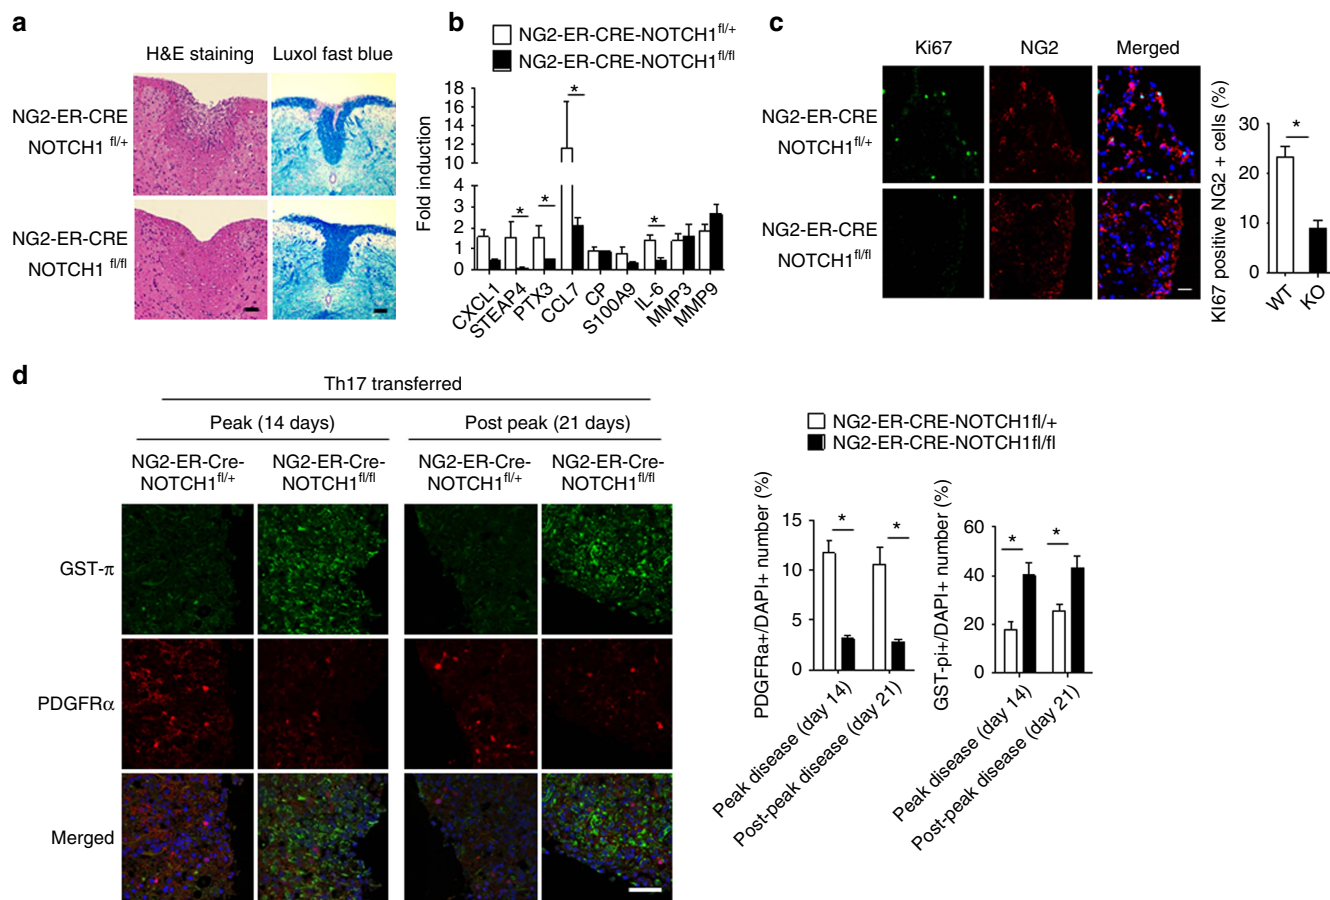 a
H&E staining
Luxol fast blue
NG2-ER-CRE
NOTCH1 fl/+
NG2-ER-CRE
NOTCH1 fl/fl
b
NG2-ER-CRE-NOTCH1fl/+
NG2-ER-CRE-NOTCH1fl/fl
Fold induction
18
16
14
12
10
4
3
2
1
0
*
*
*
*
CXCL1
STEAP4
PTX3
CCL7
CP
S100A9
IL-6
MMP3
MMP9
c
Ki67
NG2
Merged
NG2-ER-CRE
NOTCH1fl/+
NG2-ER-CRE
NOTCH1fl/fl
KI67 positive NG2 + cells (%)
30
20
10
0
*
WT
KO
d
Th17 transferred
Peak (14 days)
Post peak (21 days)
NG2-ER-Cre-
NOTCH1fl/+
NG2-ER-Cre-
NOTCH1fl/fl
NG2-ER-Cre-
NOTCH1fl/+
NG2-ER-Cre-
NOTCH1fl/fl
GST-π
PDGFRα
Merged
NG2-ER-CRE-NOTCH1fl/+
NG2-ER-CRE-NOTCH1fl/fl
PDGFRa+/DAPI+ number (%)
15
10
5
0
*
*
Peak disease (day 14)
Post-peak disease (day 21)
GST-pi+/DAPI+ number (%)
60
40
20
0
*
*
Peak disease (day 14)
Post-peak disease (day 21)